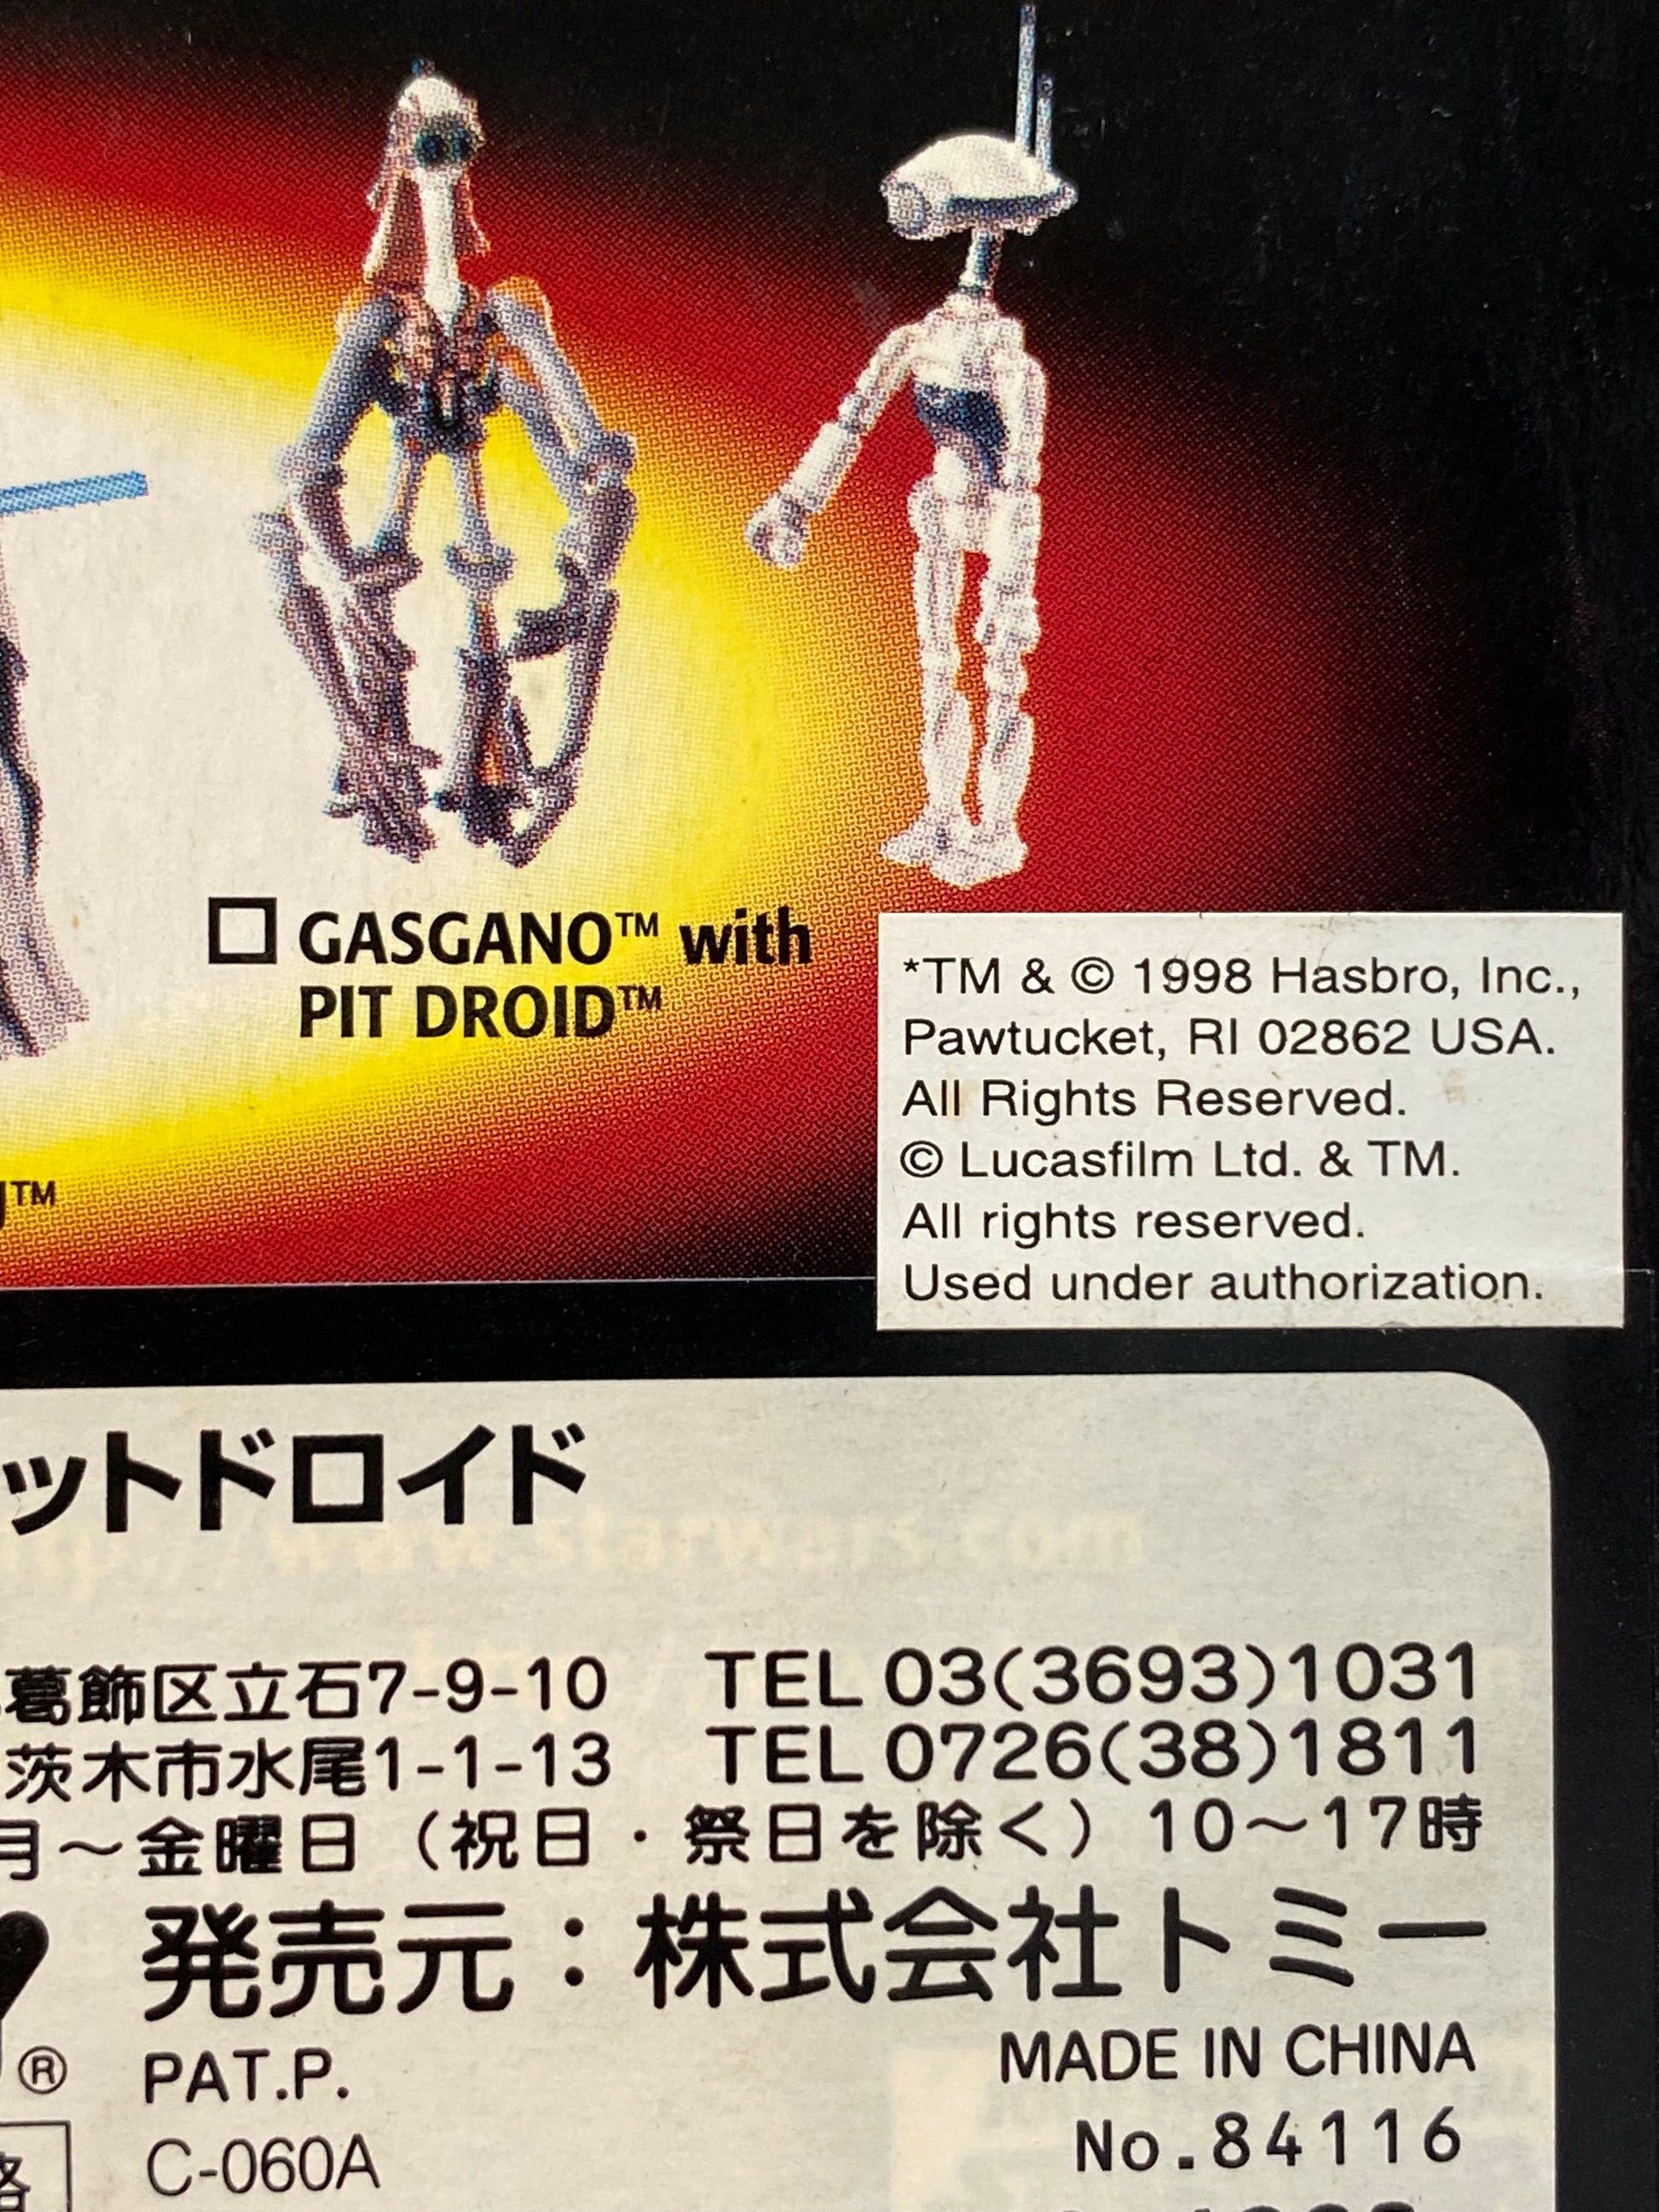 GASGANO™ with
PIT DROID™
*TM & © 1998 Hasbro, Inc.,
Pawtucket, RI 02862 USA.
All Rights Reserved.
© Lucasfilm Ltd. & TM.
All rights reserved.
Used under authorization.
™
ットドロイド
www.starwars.com
葛飾区立石7-9-10 TEL 03(3693)1031
茨木市水尾1-1-13 TEL 0726(38)1811
月～金曜日（祝日・祭日を除く）10～17時
発売元：株式会社トミー
®
PAT.P.
MADE IN CHINA
C-060A
No.84116